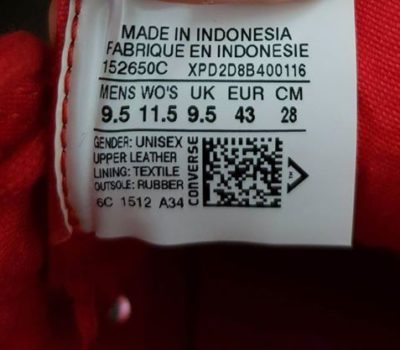 MADE IN INDONESIA
FABRIQUE EN INDONESIE
152650C XPD2D8B400116
MENS WO'S UK EUR CM
9.5 11.5 9.5 43 28
GENDER: UNISEX
UPPER LEATHER
LINING: TEXTILE
OUTSOLE: RUBBER
6C 1512 A34
CONVERSE
TM